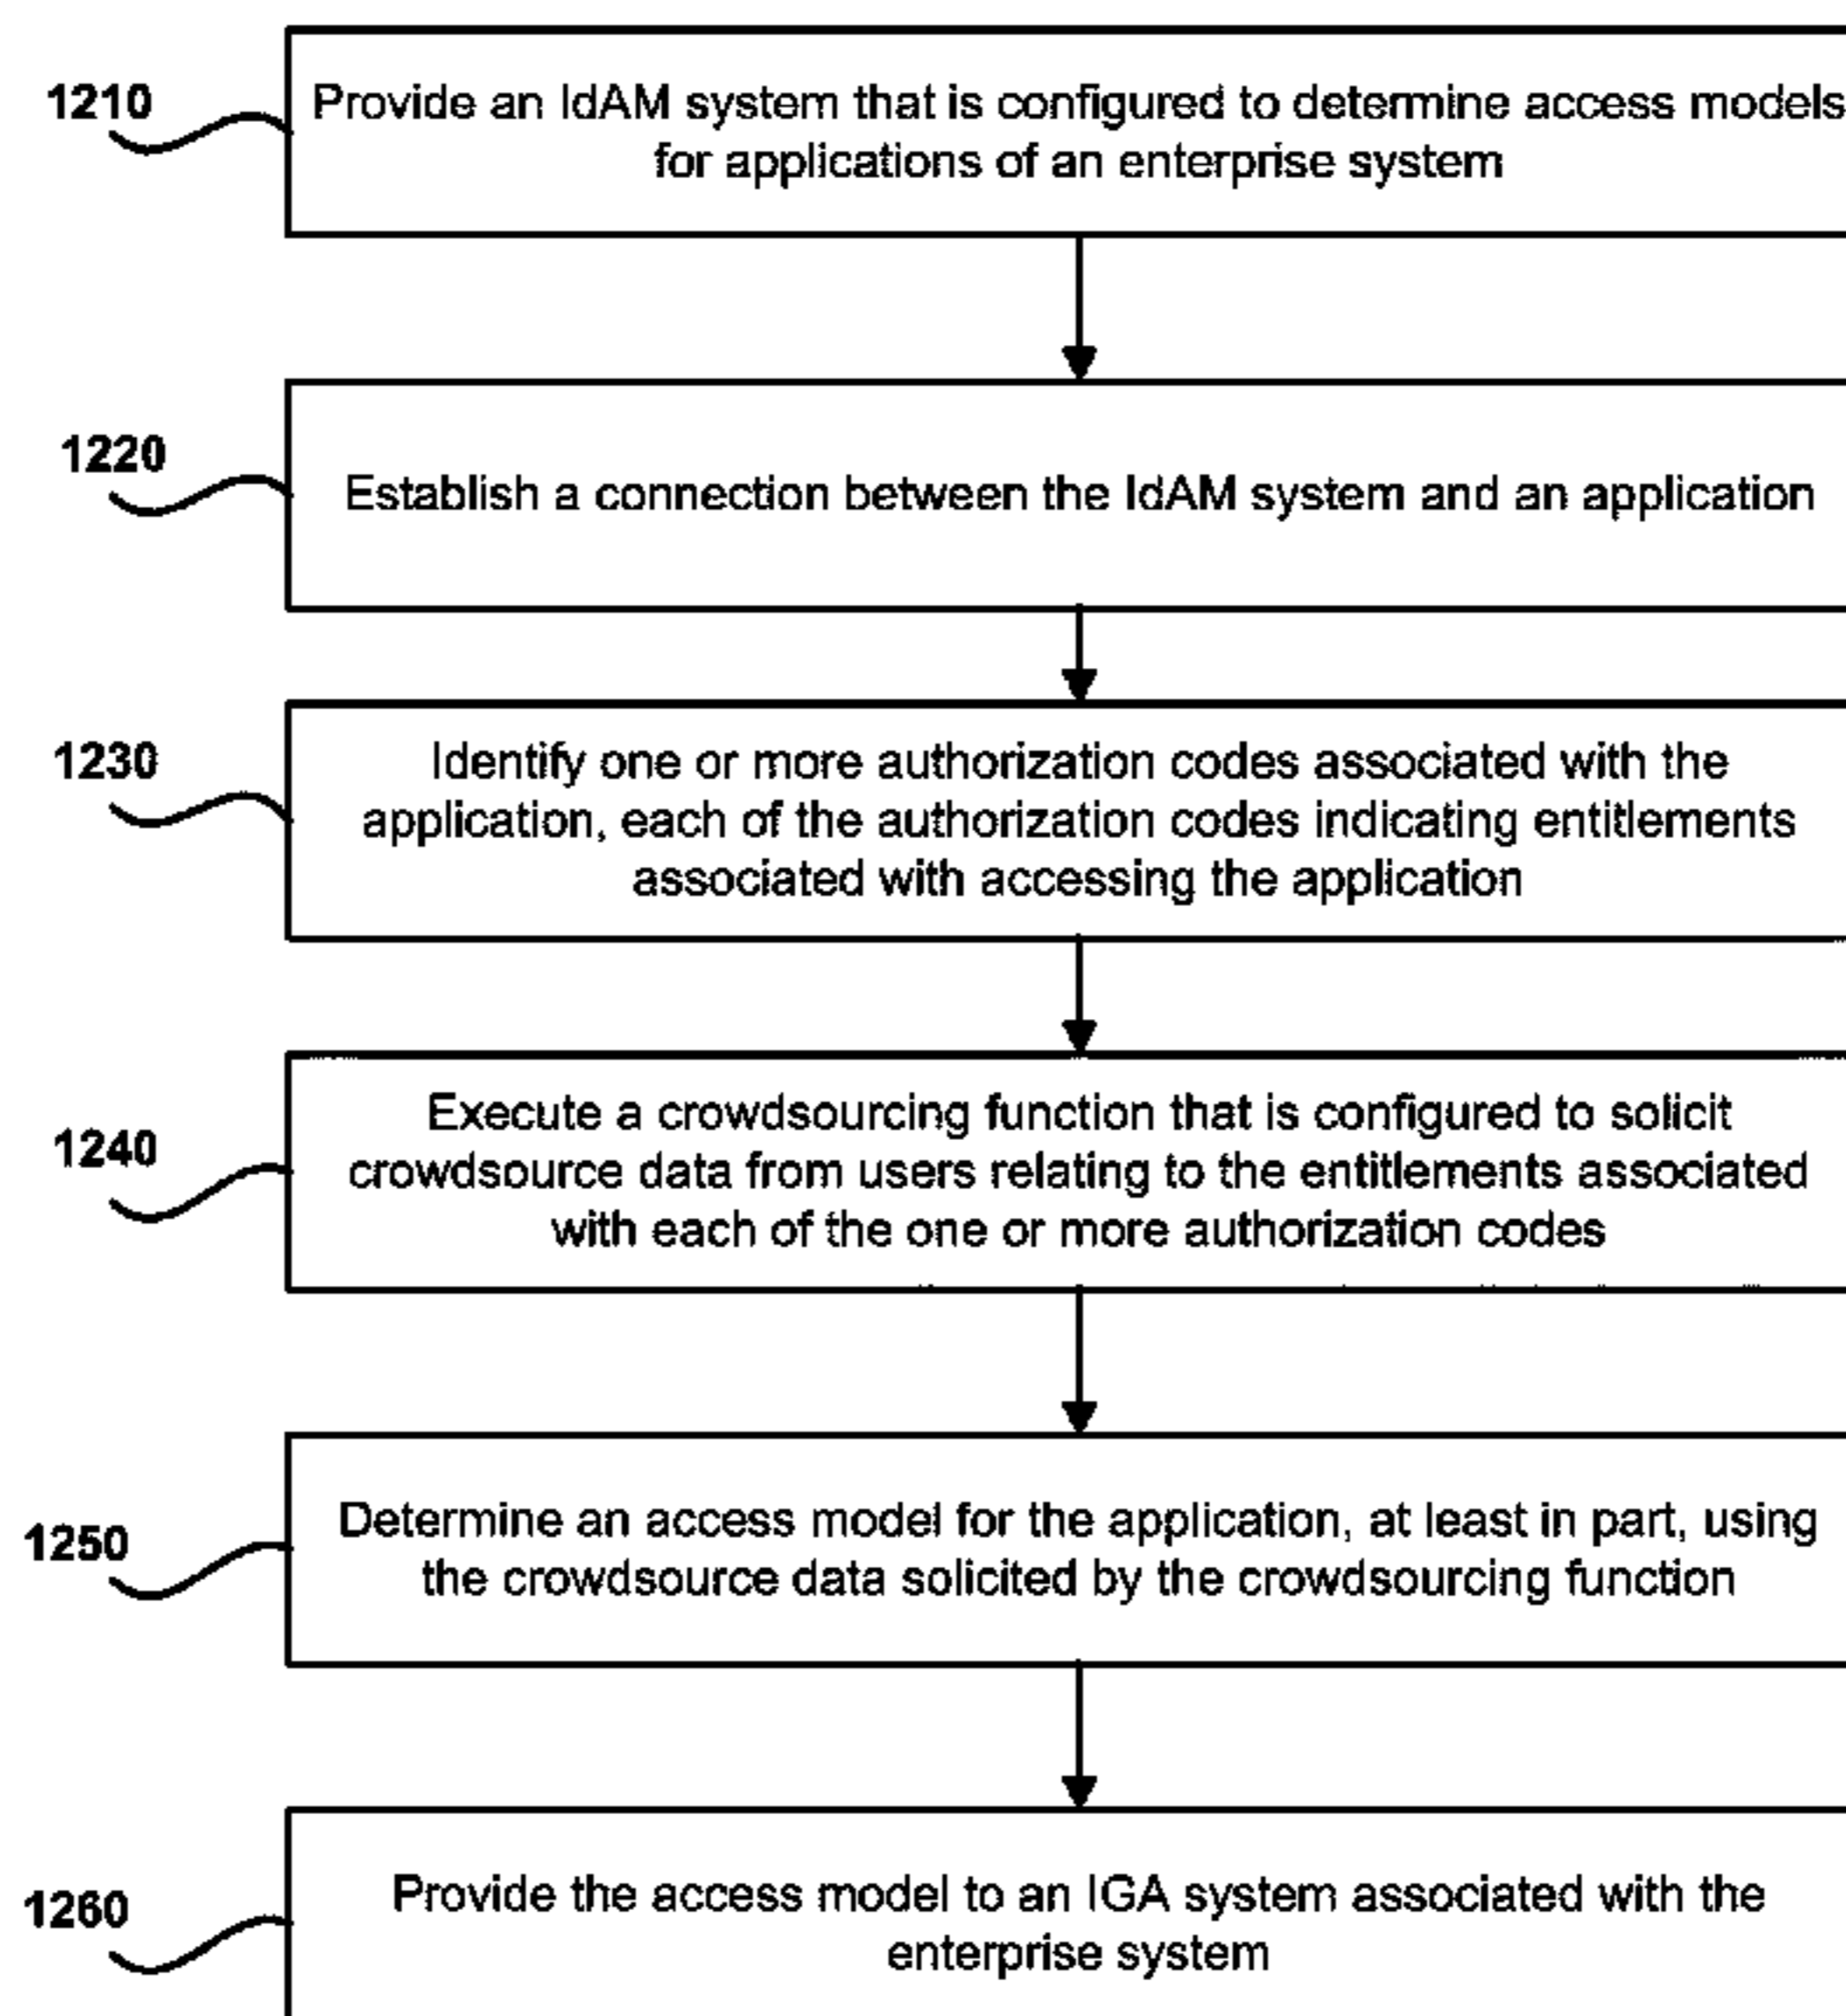 1210
Provide an IdAM system that is configured to determine access models
for applications of an enterprise system
1220
Establish a connection between the IdAM system and an application
1230
Identify one or more authorization codes associated with the
application, each of the authorization codes indicating entitlements
associated with accessing the application
1240
Execute a crowdsourcing function that is configured to solicit
crowdsource data from users relating to the entitlements associated
with each of the one or more authorization codes
1250
Determine an access model for the application, at least in part, using
the crowdsource data solicited by the crowdsourcing function
1260
Provide the access model to an IGA system associated with the
enterprise system